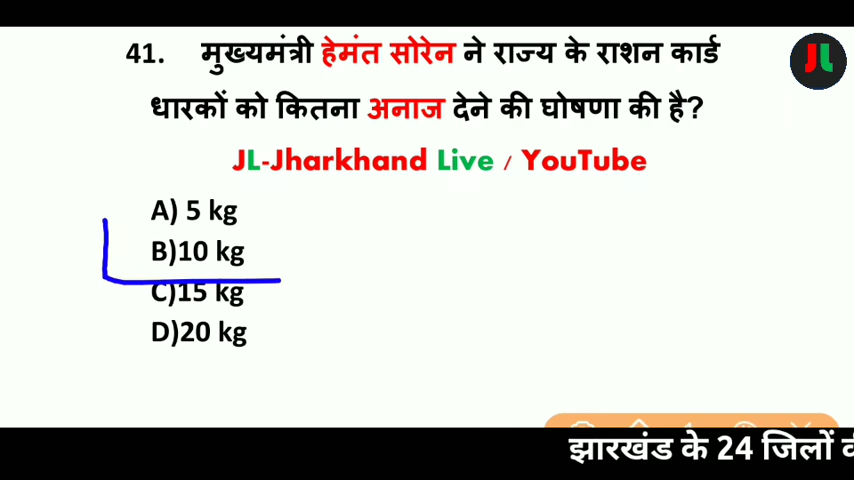 41. मुख्यमंत्री हेमंत सोरेन ने राज्य के राशन कार्ड
धारकों को कितना अनाज देने की घोषणा की है?
JL-Jharkhand Live / YouTube
A) 5 kg
B)10 kg
C)15 kg
D)20 kg
JL
झारखंड के 24 जिलों